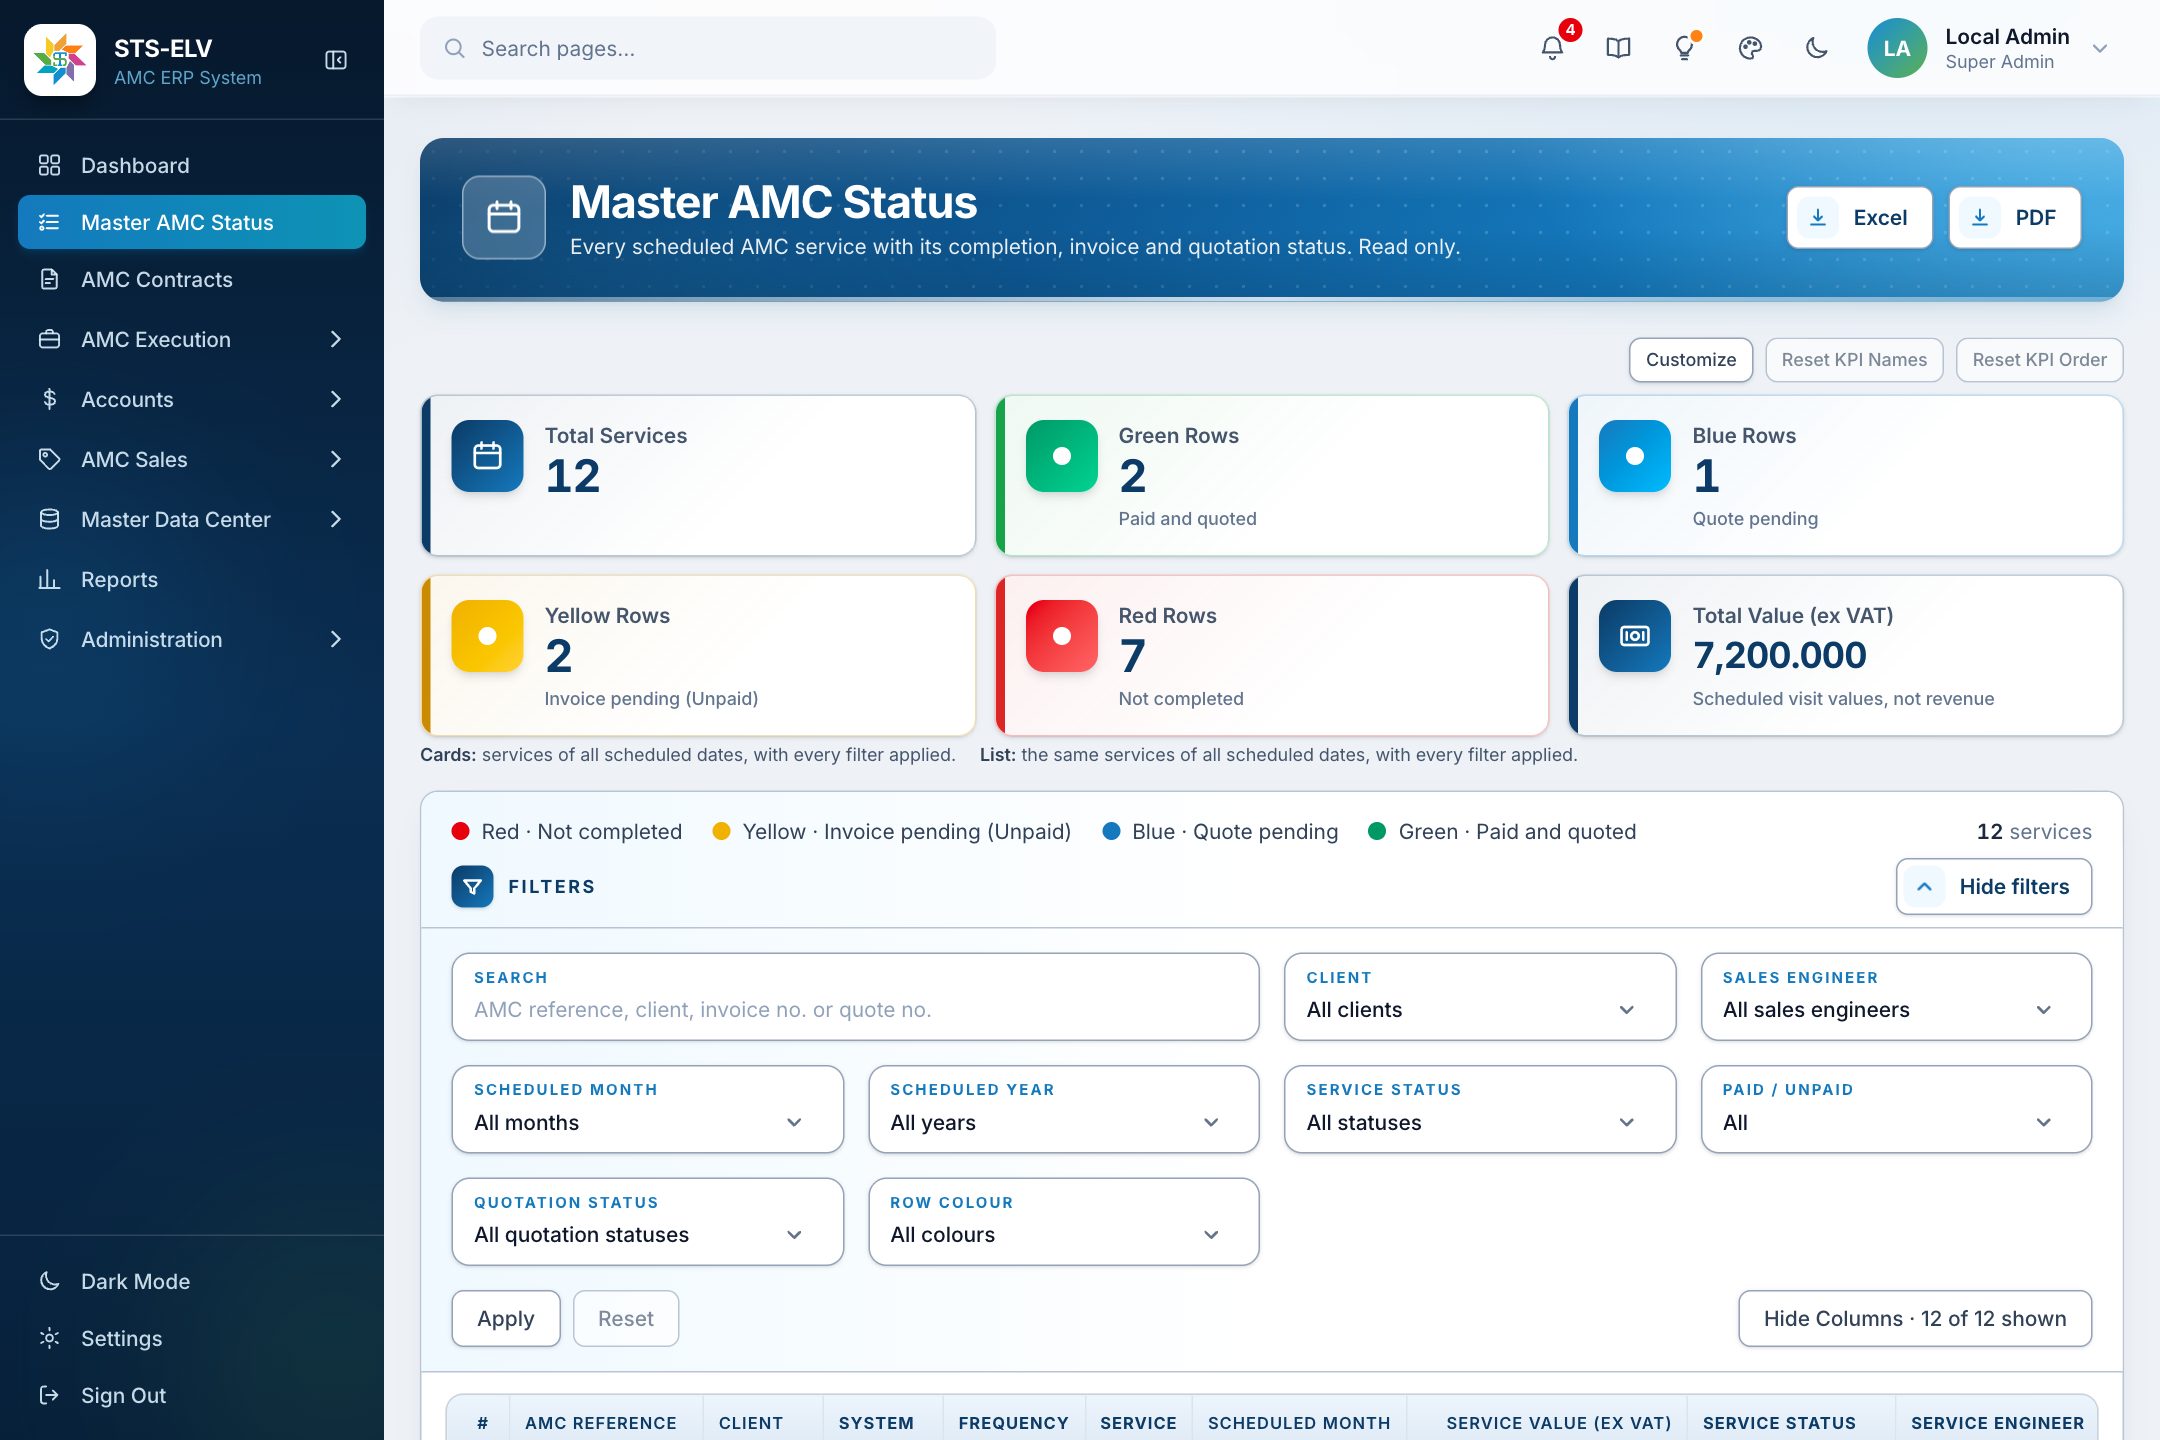 STS-ELV
AMC ERP System
Dashboard
Master AMC Status
AMC Contracts
AMC Execution
Accounts
AMC Sales
Master Data Center
Reports
Administration
Dark Mode
Settings
Sign Out
Search pages...
4
LA
Local Admin
Super Admin
Master AMC Status
Every scheduled AMC service with its completion, invoice and quotation status. Read only.
Excel
PDF
Customize
Reset KPI Names
Reset KPI Order
Total Services
12
Green Rows
2
Paid and quoted
Blue Rows
1
Quote pending
Yellow Rows
2
Invoice pending (Unpaid)
Red Rows
7
Not completed
Total Value (ex VAT)
7,200.000
Scheduled visit values, not revenue
Cards: services of all scheduled dates, with every filter applied. List: the same services of all scheduled dates, with every filter applied.
Red · Not completed
Yellow · Invoice pending (Unpaid)
Blue · Quote pending
Green · Paid and quoted
12 services
FILTERS
Hide filters
SEARCH
AMC reference, client, invoice no. or quote no.
CLIENT
All clients
SALES ENGINEER
All sales engineers
SCHEDULED MONTH
All months
SCHEDULED YEAR
All years
SERVICE STATUS
All statuses
PAID / UNPAID
All
QUOTATION STATUS
All quotation statuses
ROW COLOUR
All colours
Apply
Reset
Hide Columns · 12 of 12 shown
# AMC REFERENCE CLIENT SYSTEM FREQUENCY SERVICE SCHEDULED MONTH SERVICE VALUE (EX VAT) SERVICE STATUS SERVICE ENGINEER